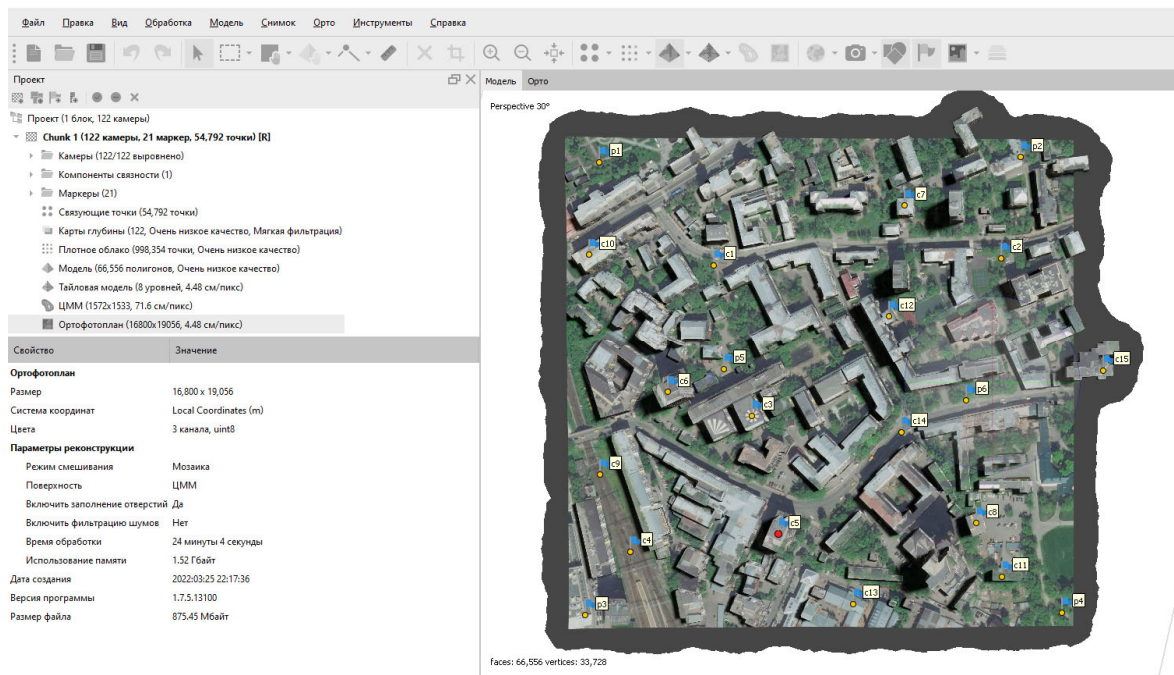 Файл Правка Вид Обработка Модель Снимок Орто Инструменты Справка
Проект
Проект (1 блок, 122 камеры)
Chunk 1 (122 камеры, 21 маркер, 54,792 точки) [R]
Камеры (122/122 выровнено)
Компоненты связности (1)
Маркеры (21)
Связующие точки (54,792 точки)
Карты глубины (122, Очень низкое качество, Мягкая фильтрация)
Плотное облако (998,354 точки, Очень низкое качество)
Модель (66,556 полигонов, Очень низкое качество)
Тайловая модель (8 уровней, 4.48 см/пикс)
ЦММ (1572x1533, 71.6 см/пикс)
Ортофотоплан (16800x19056, 4.48 см/пикс)
Свойство Значение
Ортофотоплан
Размер 16,800 x 19,056
Система координат Local Coordinates (m)
Цвета 3 канала, uint8
Параметры реконструкции
Режим смешивания Мозаика
Поверхность ЦММ
Включить заполнение отверстий Да
Включить фильтрацию шумов Нет
Время обработки 24 минуты 4 секунды
Использование памяти 1.52 Гбайт
Дата создания 2022:03:25 22:17:36
Версия программы 1.7.5.13100
Размер файла 875.45 Мбайт
Модель Орто
Perspective 30°
p1
p2
c7
c10
c1
c2
c12
p5
c15
c6
p6
c3
c14
c9
c8
c5
c4
c11
c13
p3
p4
faces: 66,556 vertices: 33,728